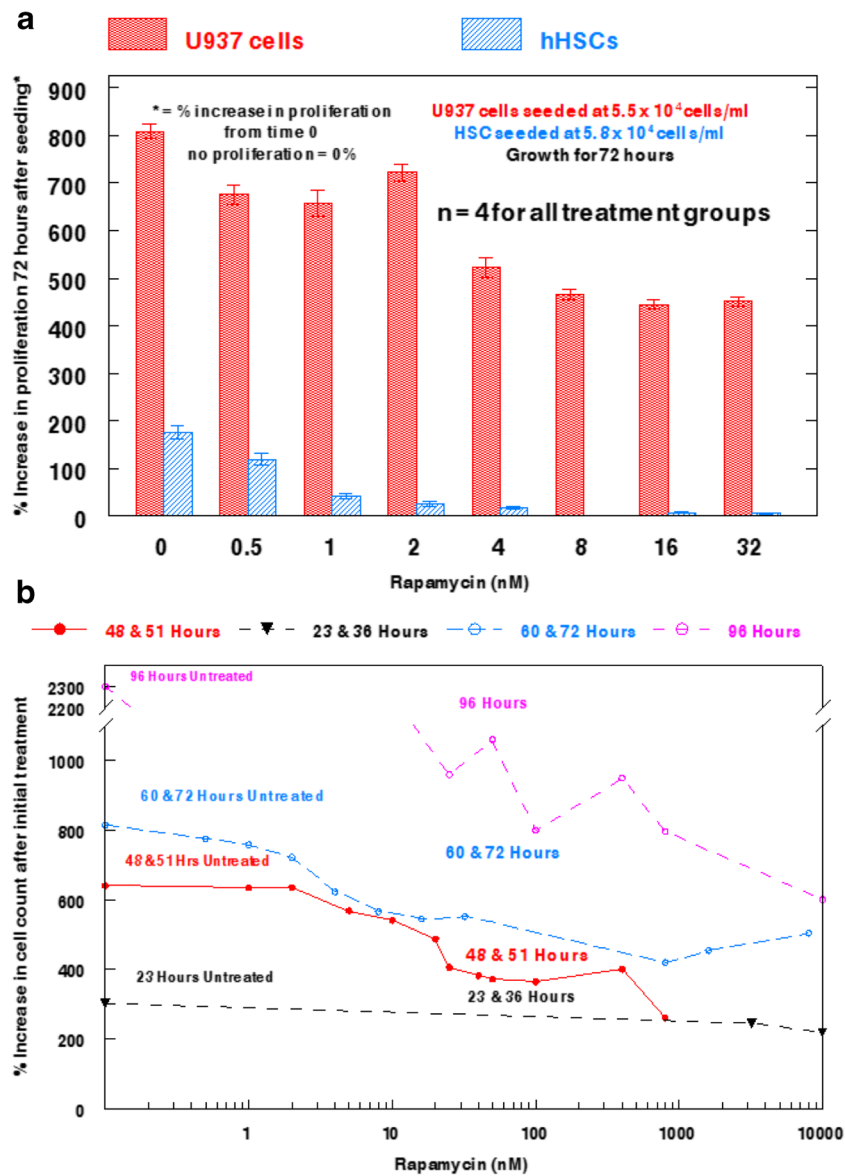 a
U937 cells
hHSCs
% Increase in proliferation 72 hours after seeding*
900
800
700
600
500
400
300
200
100
0
* = % increase in proliferation
from time 0
no proliferation = 0%
U937 cells seeded at 5.5 x 10⁴ cells/ml
HSC seeded at 5.8 x 10⁴ cells/ml
Growth for 72 hours
n = 4 for all treatment groups
0 0.5 1 2 4 8 16 32
Rapamycin (nM)
b
48 & 51 Hours
23 & 36 Hours
60 & 72 Hours
96 Hours
% Increase in cell count after initial treatment
2300
2200
1000
800
600
400
200
0
96 Hours Untreated
96 Hours
60 & 72 Hours Untreated
60 & 72 Hours
48 & 51 Hrs Untreated
48 & 51 Hours
23 Hours Untreated
23 & 36 Hours
1 10 100 1000 10000
Rapamycin (nM)